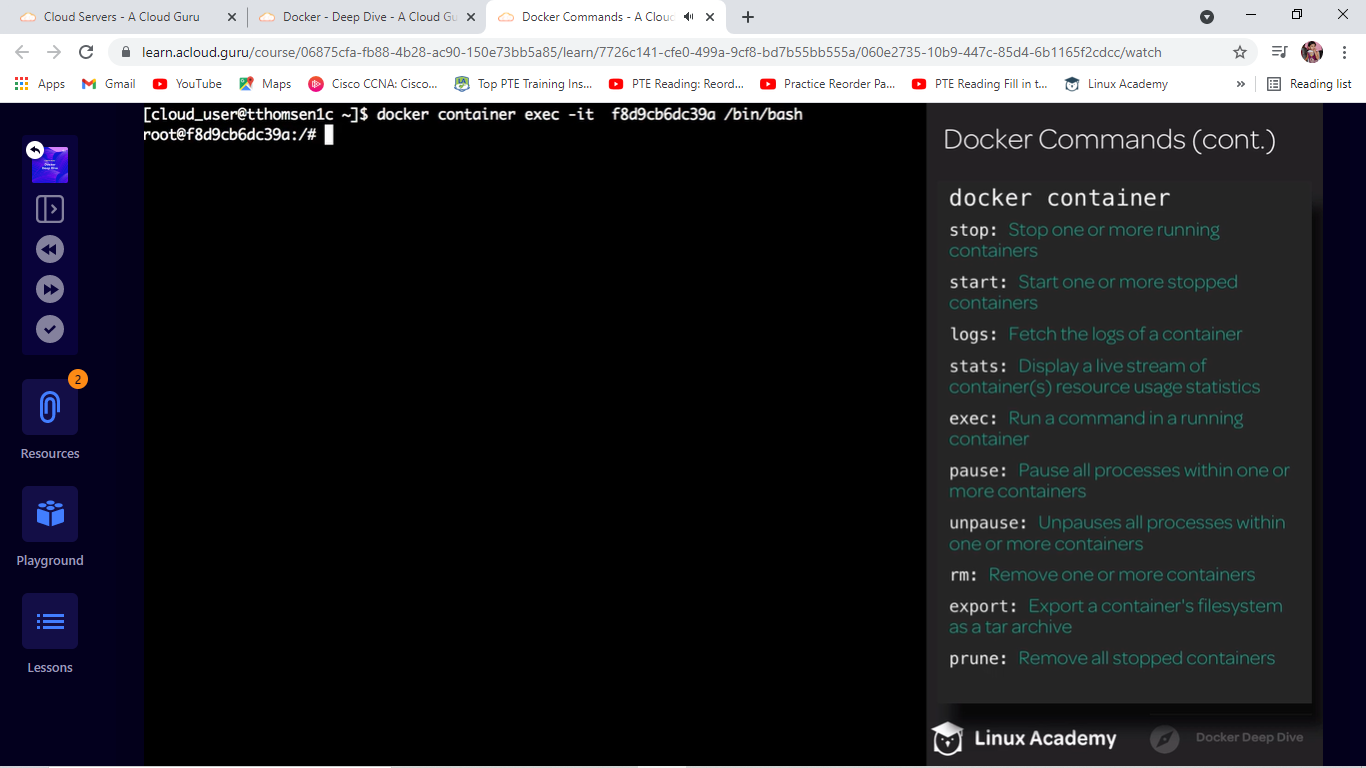 Cloud Servers - A Cloud Guru
Docker - Deep Dive - A Cloud Gu
Docker Commands - A Cloud
learn.acloud.guru/course/06875cfa-fb88-4b28-ac90-150e73bb5a85/learn/7726c141-cfe0-499a-9cf8-bd7b55bb555a/060e2735-10b9-447c-85d4-6b1165f2cdcc/watch
Apps
Gmail
YouTube
Maps
Cisco CCNA: Cisco...
Top PTE Training Ins...
PTE Reading: Reord...
Practice Reorder Pa...
PTE Reading Fill in t...
Linux Academy
»
Reading list
[cloud_user@tthomsen1c ~]$ docker container exec -it  f8d9cb6dc39a /bin/bash
root@f8d9cb6dc39a:/#
Docker
Deep Dive
2
Resources
Playground
Lessons
Docker Commands (cont.)
docker container
stop: Stop one or more running
containers
start: Start one or more stopped
containers
logs: Fetch the logs of a container
stats: Display a live stream of
container(s) resource usage statistics
exec: Run a command in a running
container
pause: Pause all processes within one or
more containers
unpause: Unpauses all processes within
one or more containers
rm: Remove one or more containers
export: Export a container's filesystem
as a tar archive
prune: Remove all stopped containers
Linux Academy
Docker Deep Dive